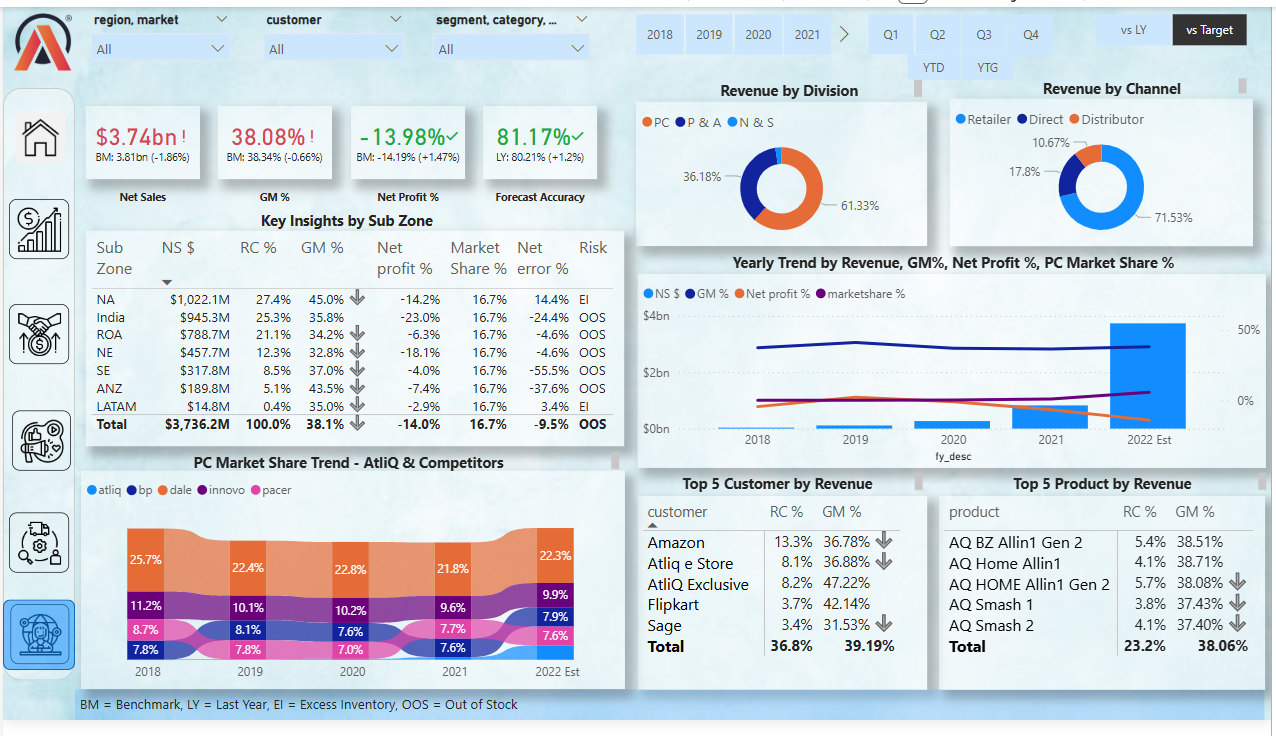 region, market
customer
segment, category, ...
All
All
All
2018 2019 2020 2021
Q1 Q2 Q3 Q4
YTD YTG
vs LY vs Target
$3.74bn !
BM: 3.81bn (-1.86%)
Net Sales
38.08% !
BM: 38.34% (-0.66%)
GM %
-13.98%
BM: -14.19% (+1.47%)
Net Profit %
81.17%
LY: 80.21% (+1.2%)
Forecast Accuracy
Revenue by Division
PC P & A N & S
36.18%
61.33%
Revenue by Channel
Retailer Direct Distributor
10.67%
17.8%
71.53%
Key Insights by Sub Zone
Sub Zone NS $ RC % GM % Net profit % Market Share % Net error % Risk
NA $1,022.1M 27.4% 45.0% -14.2% 16.7% 14.4% EI
India $945.3M 25.3% 35.8% -23.0% 16.7% -24.4% OOS
ROA $788.7M 21.1% 34.2% -6.3% 16.7% -4.6% OOS
NE $457.7M 12.3% 32.8% -18.1% 16.7% -4.6% OOS
SE $317.8M 8.5% 37.0% -4.0% 16.7% -55.5% OOS
ANZ $189.8M 5.1% 43.5% -7.4% 16.7% -37.6% OOS
LATAM $14.8M 0.4% 35.0% -2.9% 16.7% 3.4% EI
Total $3,736.2M 100.0% 38.1% -14.0% 16.7% -9.5% OOS
Yearly Trend by Revenue, GM%, Net Profit %, PC Market Share %
NS $ GM % Net profit % marketshare %
$4bn
$2bn
$0bn
50%
0%
2018 2019 2020 2021 2022 Est
fy_desc
PC Market Share Trend - AtliQ & Competitors
atliq bp dale innovo pacer
25.7% 22.4% 22.8% 21.8% 22.3%
11.2% 10.1% 10.2% 9.6% 9.9%
8.7% 8.1% 7.6% 7.7% 7.9%
7.8% 7.8% 7.0% 7.6% 7.6%
2018 2019 2020 2021 2022 Est
Top 5 Customer by Revenue
customer RC % GM %
Amazon 13.3% 36.78%
Atliq e Store 8.1% 36.88%
AtliQ Exclusive 8.2% 47.22%
Flipkart 3.7% 42.14%
Sage 3.4% 31.53%
Total 36.8% 39.19%
Top 5 Product by Revenue
product RC % GM %
AQ BZ Allin1 Gen 2 5.4% 38.51%
AQ Home Allin1 4.1% 38.71%
AQ HOME Allin1 Gen 2 5.7% 38.08%
AQ Smash 1 3.8% 37.43%
AQ Smash 2 4.1% 37.40%
Total 23.2% 38.06%
BM = Benchmark, LY = Last Year, EI = Excess Inventory, OOS = Out of Stock